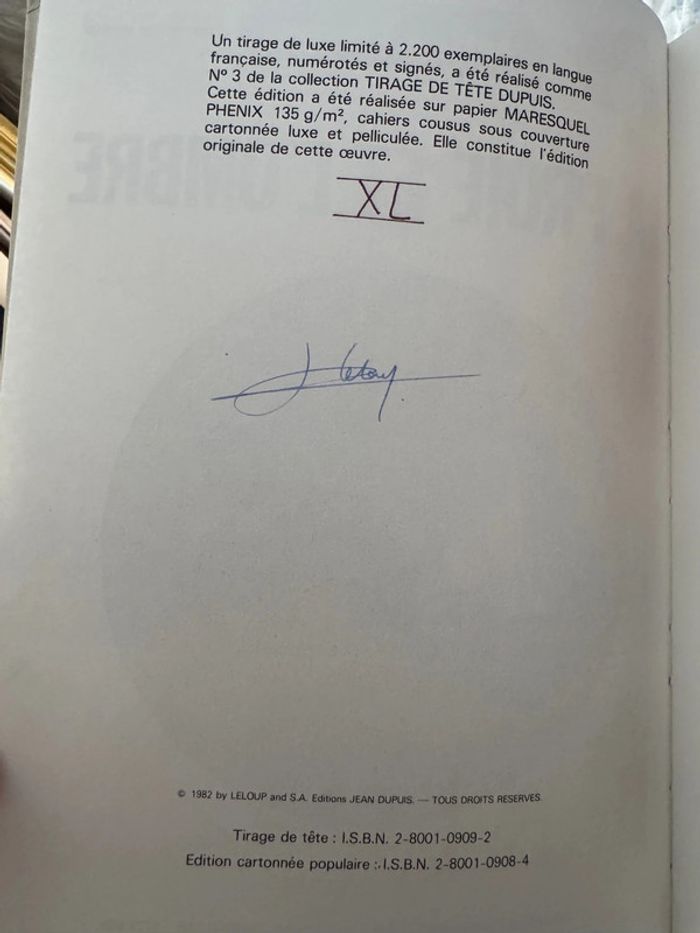 Un tirage de luxe limité à 2.200 exemplaires en langue
française, numérotés et signés, a été réalisé comme
Nº 3 de la collection TIRAGE DE TÊTE DUPUIS.
Cette édition a été réalisée sur papier MARESQUEL
PHENIX 135 g/m², cahiers cousus sous couverture
cartonnée luxe et pelliculée. Elle constitue l'édition
originale de cette œuvre.
XL
J Leloup
© 1982 by LELOUP and S.A. Editions JEAN DUPUIS. — TOUS DROITS RESERVES.
Tirage de tête : I.S.B.N. 2-8001-0909-2
Edition cartonnée populaire : I.S.B.N. 2-8001-0908-4